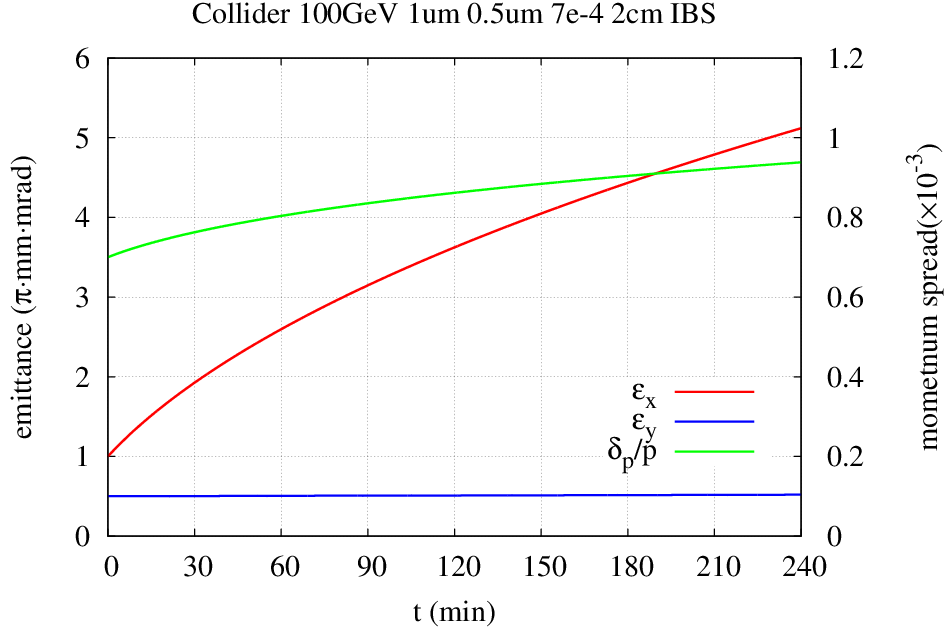 Collider 100GeV 1um 0.5um 7e-4 2cm IBS
6
5
4
3
2
1
0
1.2
1
0.8
0.6
0.4
0.2
0
emittance (π·mm·mrad)
mometnum spread(×10⁻³)
εₓ
ε_y
δₚ/p
0 30 60 90 120 150 180 210 240
t (min)